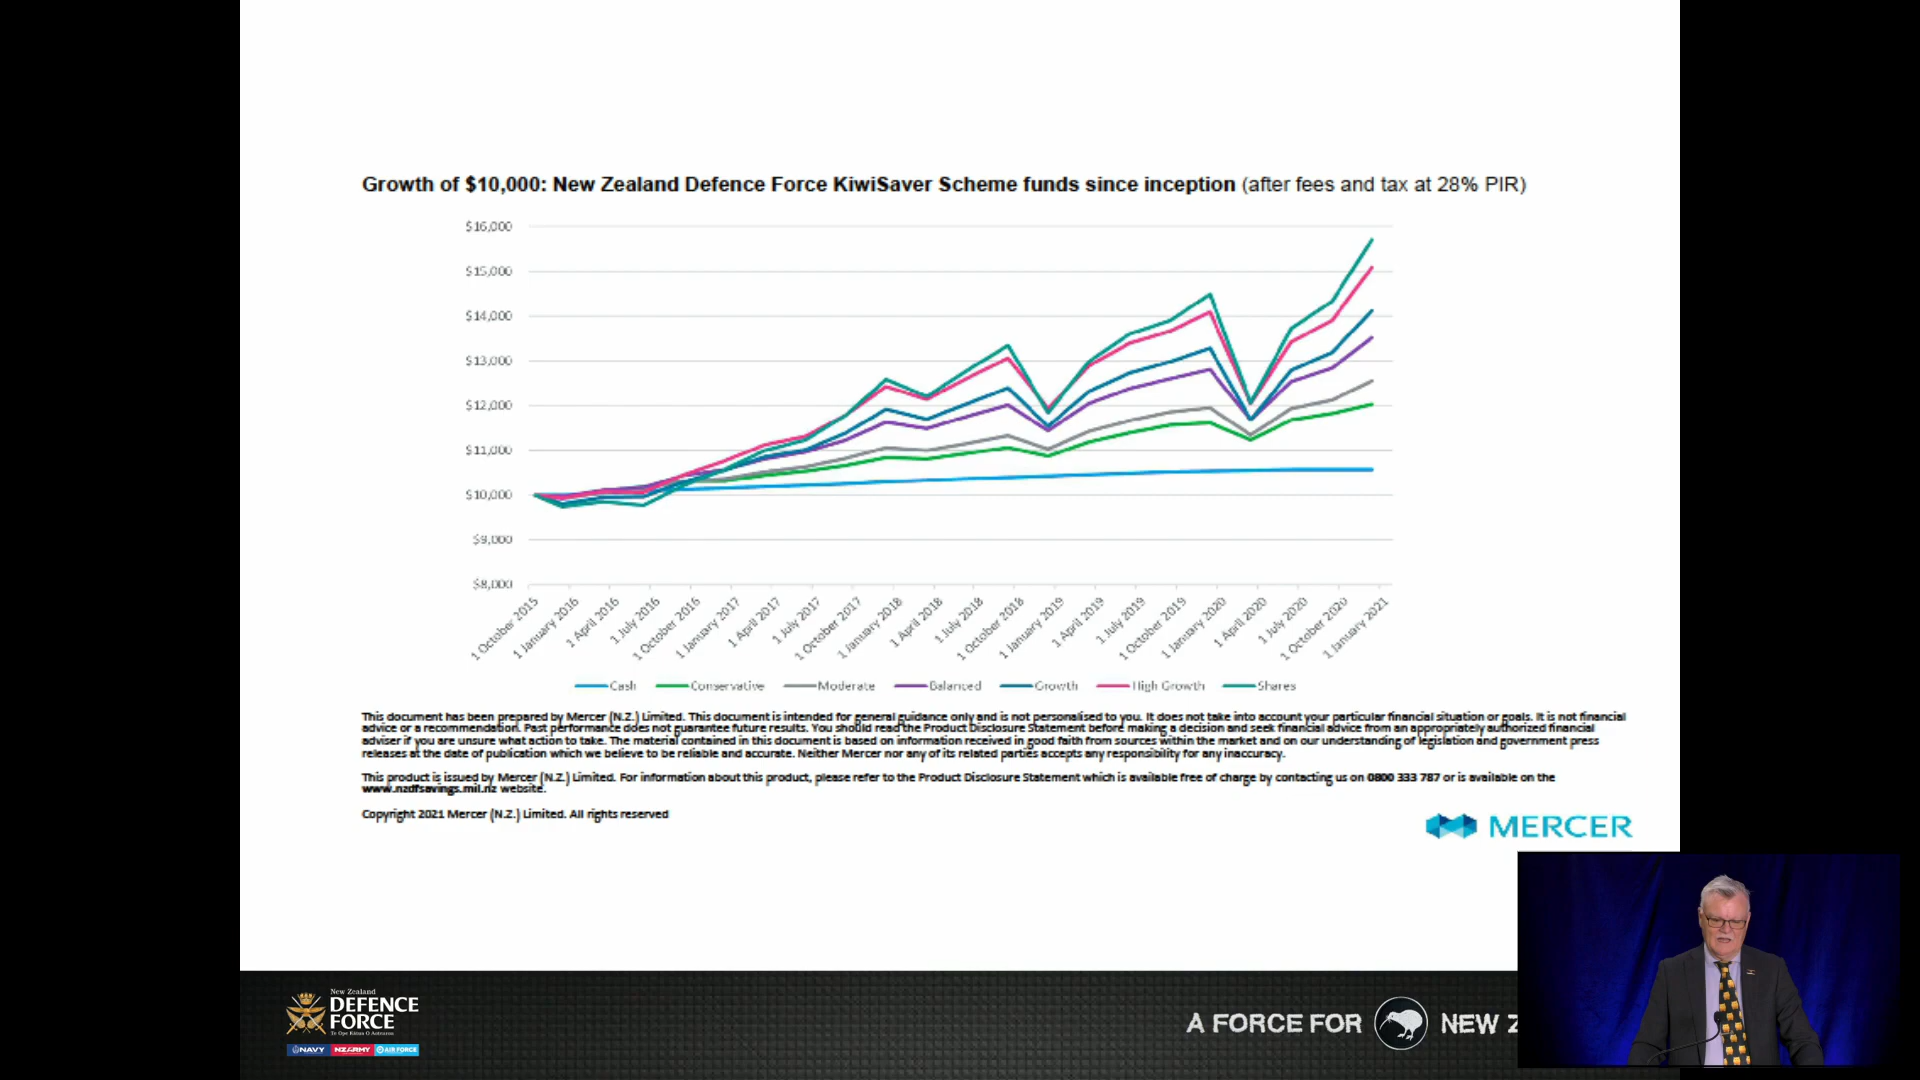 Growth of $10,000: New Zealand Defence Force KiwiSaver Scheme funds since inception (after fees and tax at 28% PIR)
$16,000
$15,000
$14,000
$13,000
$12,000
$11,000
$10,000
$9,000
$8,000
1 October 2015
1 January 2016
1 April 2016
1 July 2016
1 October 2016
1 January 2017
1 April 2017
1 July 2017
1 October 2017
1 January 2018
1 April 2018
1 July 2018
1 October 2018
1 January 2019
1 April 2019
1 July 2019
1 October 2019
1 January 2020
1 April 2020
1 July 2020
1 October 2020
1 January 2021
Cash Conservative Moderate Balanced Growth High Growth Shares
This document has been prepared by Mercer (N.Z.) Limited. This document is intended for general guidance only and is not personalised to you. It does not take into account your particular financial situation or goals. It is not financial
advice or a recommendation. Past performance does not guarantee future results. You should read the Product Disclosure Statement before making a decision and seek financial advice from an appropriately authorized financial
adviser if you are unsure what action to take. The material contained in this document is based on information received in good faith from sources within the market and on our understanding of legislation and government press
releases at the date of publication which we believe to be reliable and accurate. Neither Mercer nor any of its related parties accepts any responsibility for any inaccuracy.
This product is issued by Mercer (N.Z.) Limited. For information about this product, please refer to the Product Disclosure Statement which is available free of charge by contacting us on 0800 333 787 or is available on the
www.nzdfsavings.mil.nz website.
Copyright 2021 Mercer (N.Z.) Limited. All rights reserved
MERCER
New Zealand
DEFENCE
FORCE
Te Ope Kātua O Aotearoa
NAVY NZARMY AIR FORCE
A FORCE FOR NEW Z